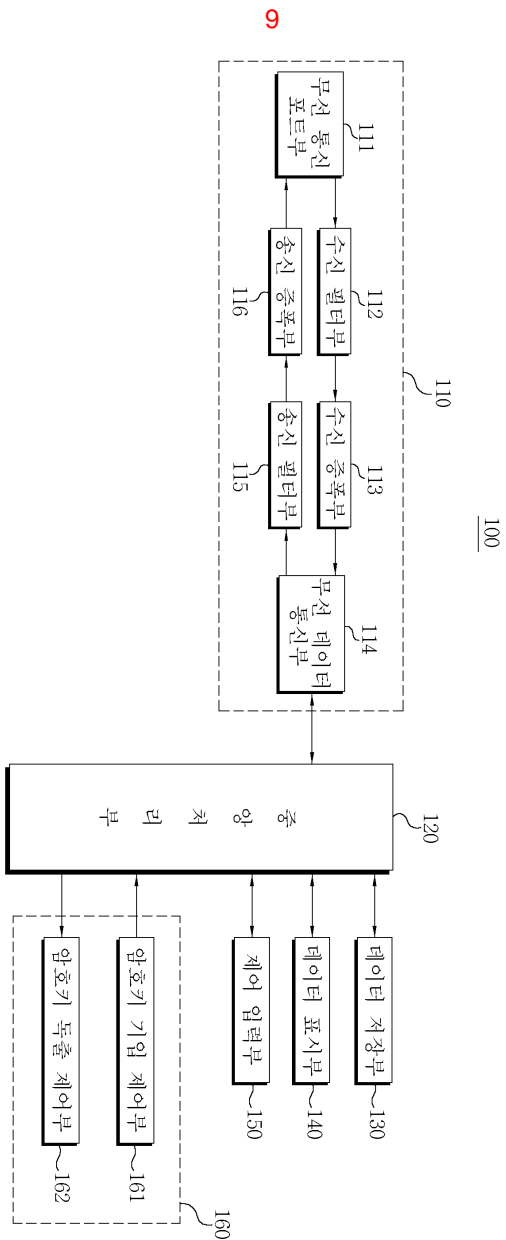 9
100
110
111
무선 통신
포트부
112
수신 필터부
113
수신 증폭부
114
무선 데이터
통신부
116
송신 증폭부
115
송신 필터부
120
중앙처리부
데이터 저장부
130
데이터 표시부
140
제어 입력부
150
암호키 기입 제어부
161
암호키 독출 제어부
162
160